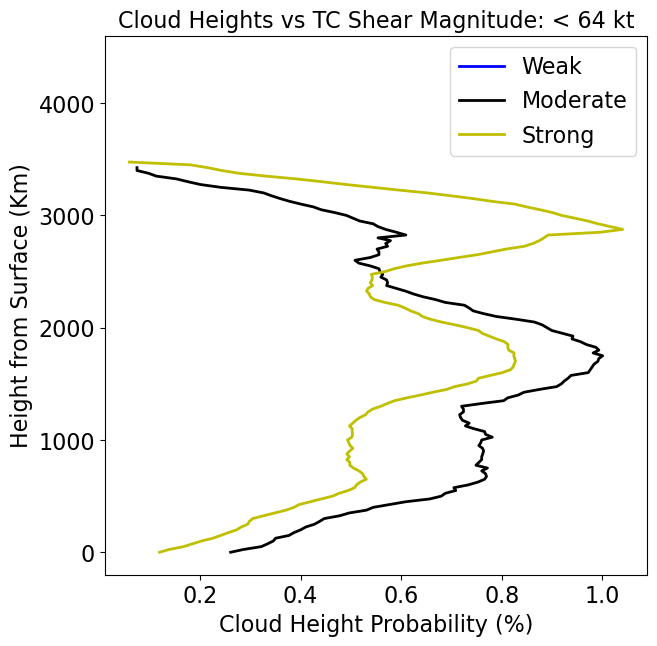 Cloud Heights vs TC Shear Magnitude: < 64 kt
Weak
Moderate
Strong
Height from Surface (Km)
4000
3000
2000
1000
0
0.2 0.4 0.6 0.8 1.0
Cloud Height Probability (%)